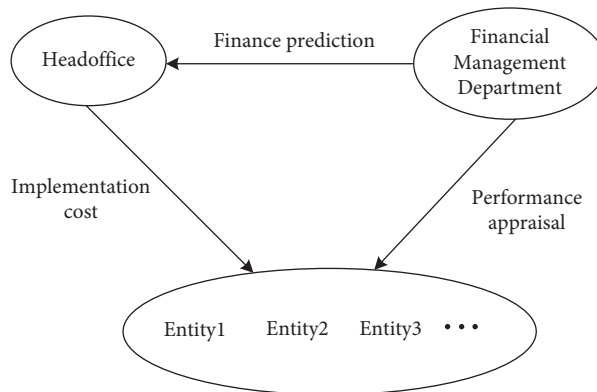 Headoffice
Finance prediction
Financial
Management
Department
Implementation
cost
Performance
appraisal
Entity1 Entity2 Entity3 •••